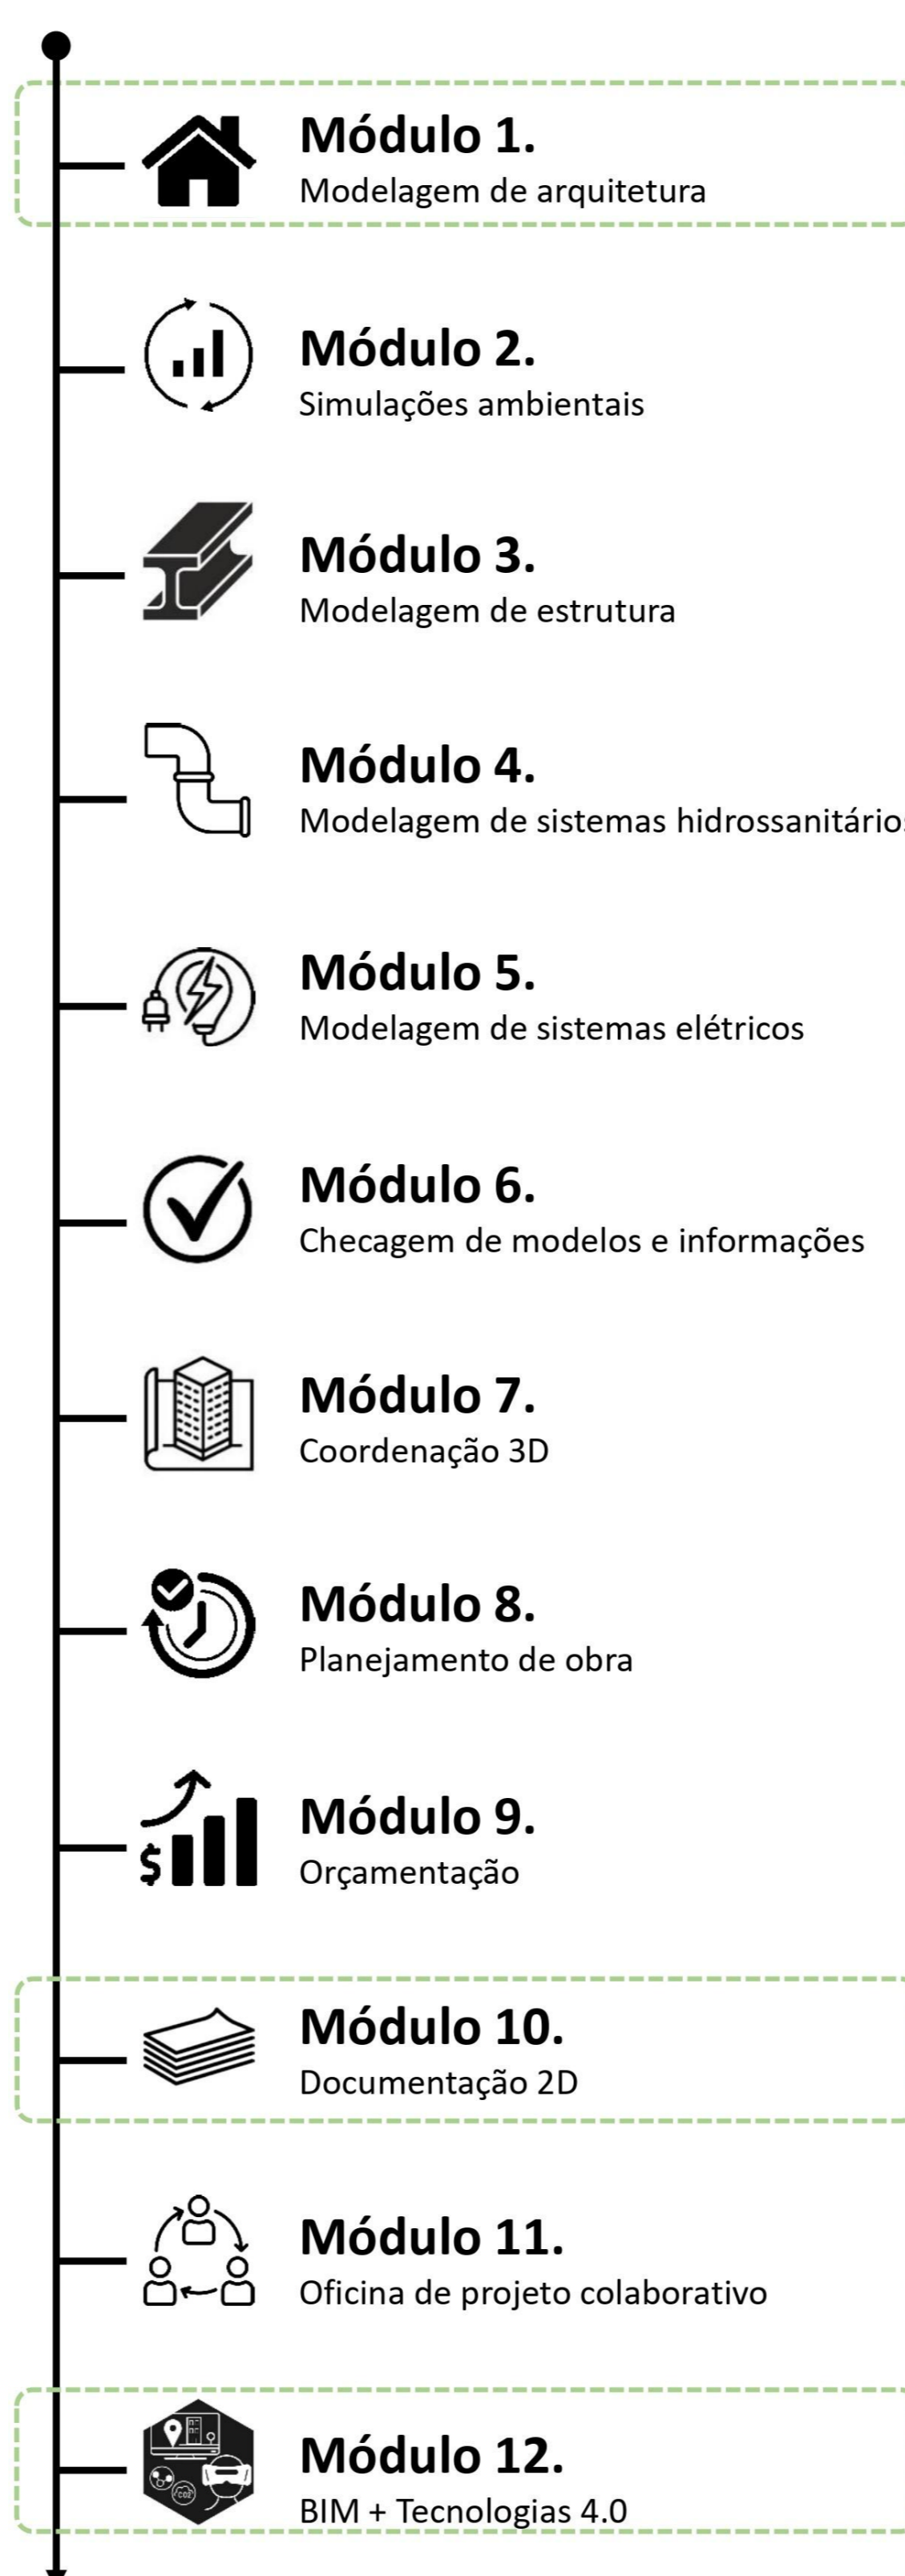 Módulo 1.
Modelagem de arquitetura
Módulo 2.
Simulações ambientais
Módulo 3.
Modelagem de estrutura
Módulo 4.
Modelagem de sistemas hidrossanitários
Módulo 5.
Modelagem de sistemas elétricos
Módulo 6.
Checagem de modelos e informações
Módulo 7.
Coordenação 3D
Módulo 8.
Planejamento de obra
Módulo 9.
$
Orçamentação
Módulo 10.
Documentação 2D
Módulo 11.
Oficina de projeto colaborativo
Módulo 12.
CO2
BIM + Tecnologias 4.0